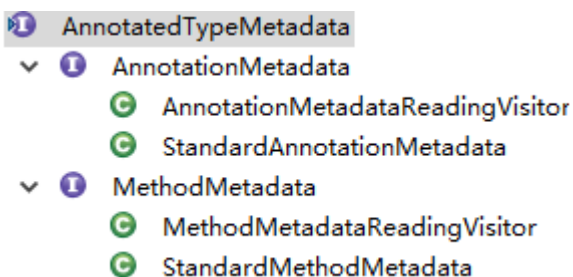 AnnotatedTypeMetadata
AnnotationMetadata
AnnotationMetadataReadingVisitor
StandardAnnotationMetadata
MethodMetadata
MethodMetadataReadingVisitor
StandardMethodMetadata